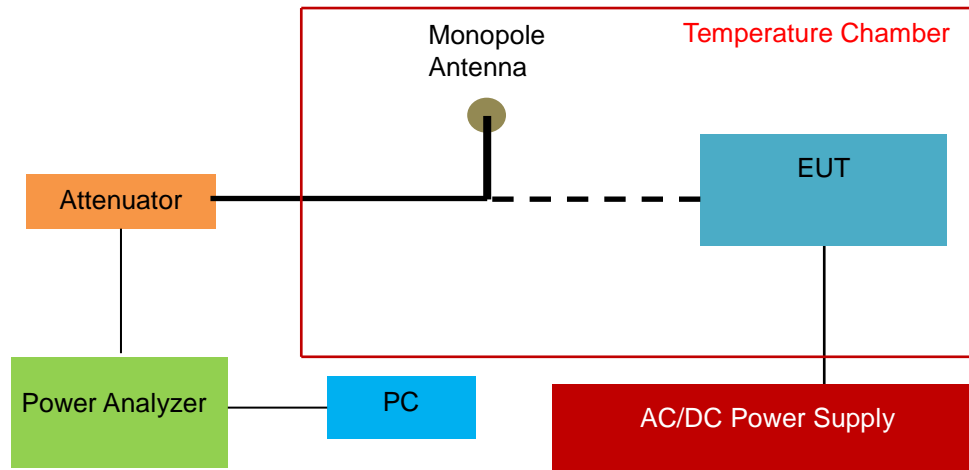 Temperature Chamber
Monopole
Antenna
EUT
Attenuator
Power Analyzer
PC
AC/DC Power Supply